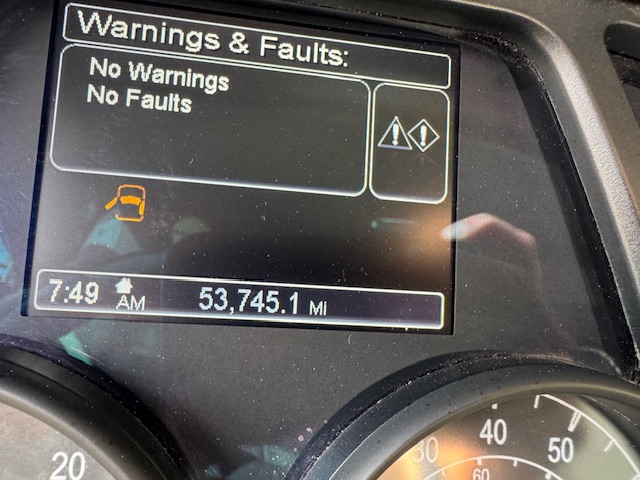 Warnings & Faults:
No Warnings
No Faults
7:49 AM 53,745.1 Mi
20
30 40 50
60